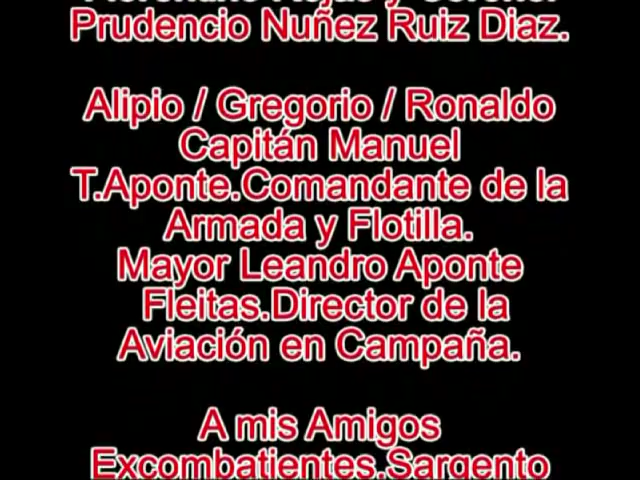 Prudencio Nuñez Ruiz Diaz.
Alipio / Gregorio / Ronaldo
Capitán Manuel
T.Aponte.Comandante de la
Armada y Flotilla.
Mayor Leandro Aponte
Fleitas.Director de la
Aviación en Campaña.
A mis Amigos
Excombatientes.Sargento